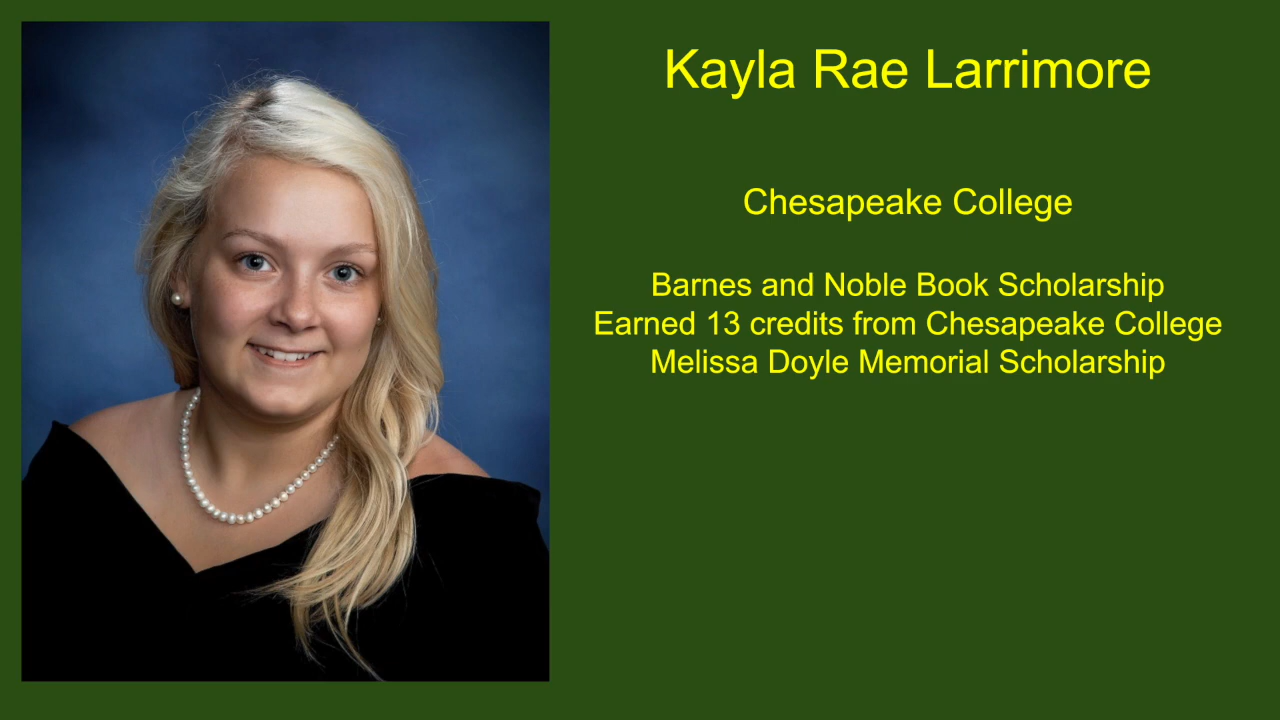 Kayla Rae Larrimore
Chesapeake College
Barnes and Noble Book Scholarship
Earned 13 credits from Chesapeake College
Melissa Doyle Memorial Scholarship